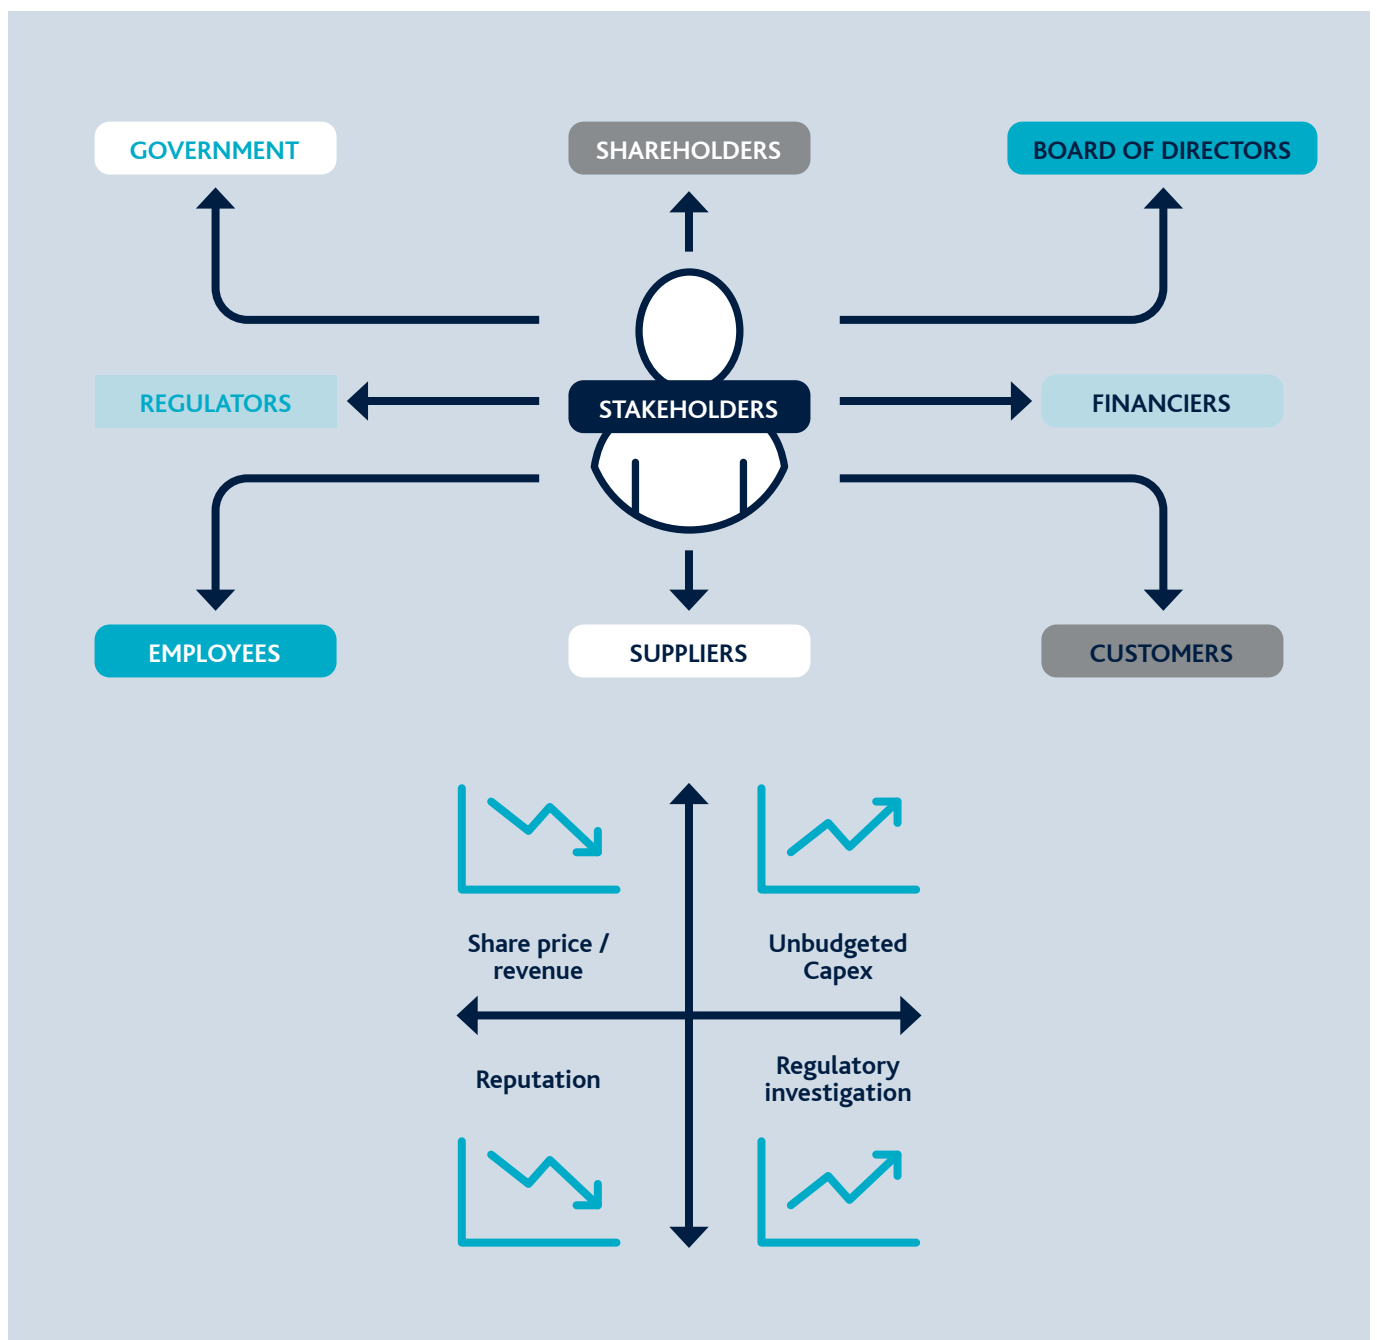 GOVERNMENT
SHAREHOLDERS
BOARD OF DIRECTORS
REGULATORS
STAKEHOLDERS
FINANCIERS
EMPLOYEES
SUPPLIERS
CUSTOMERS
Share price /
revenue
Unbudgeted
Capex
Reputation
Regulatory
investigation